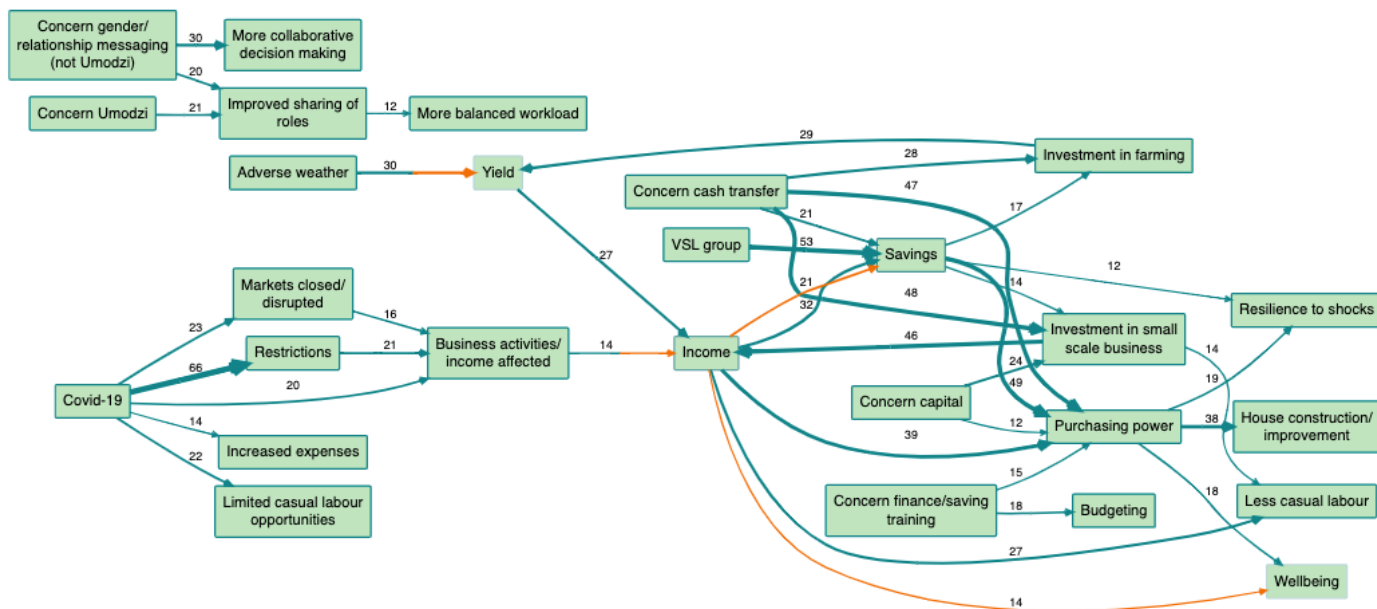 Concern gender/
relationship messaging
(not Umodzi)
30
More collaborative
decision making
20
Concern Umodzi
21
Improved sharing of
roles
12
More balanced workload
Adverse weather
30
Yield
29
28
Investment in farming
Concern cash transfer
47
21
17
VSL group
53
Savings
27
12
Markets closed/
disrupted
21
14
32
48
Resilience to shocks
23
16
Restrictions
21
Business activities/
income affected
14
Income
46
Investment in small
scale business
14
66
24
49
19
Covid-19
20
Concern capital
12
Purchasing power
38
House construction/
improvement
14
Increased expenses
39
22
15
Limited casual labour
opportunities
Concern finance/saving
training
18
Budgeting
18
Less casual labour
27
Wellbeing
14